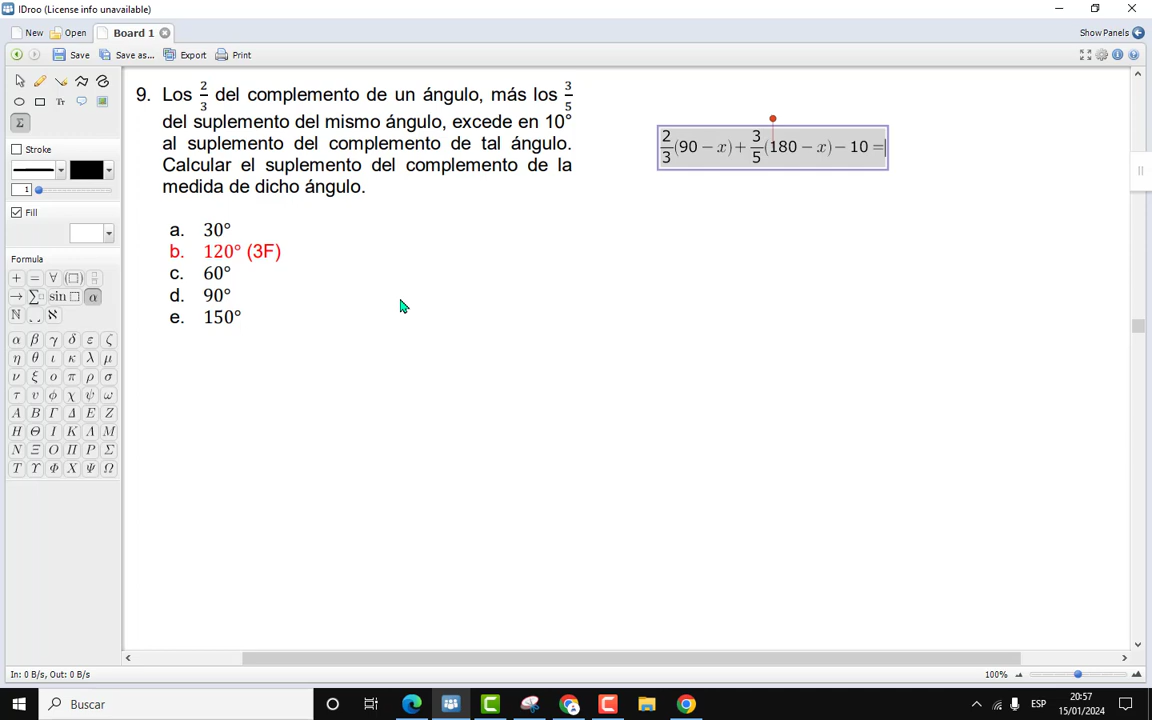 IDroo (License info unavailable)
New Open Board 1 Show Panels
Save Save as... Export Print
9. Los 2/3 del complemento de un ángulo, más los 3/5
del suplemento del mismo ángulo, excede en 10°
al suplemento del complemento de tal ángulo.
Calcular el suplemento del complemento de la
medida de dicho ángulo.
a. 30°
b. 120° (3F)
c. 60°
d. 90°
e. 150°
2/3(90 − x) + 3/5(180 − x) − 10 =
Tr
Σ
Stroke
1
Fill
Formula
+ = ∀ (□)
→ Σ□ sin □ α
ℕ ℵ
α β γ δ ε ζ
η θ ι κ λ μ
ν ξ ο π ρ σ
τ υ ϕ χ ψ ω
Α Β Γ Δ Ε Ζ
Η Θ Ι Κ Λ Μ
Ν Ξ Ο Π Ρ Σ
Τ Υ Φ Χ Ψ Ω
In: 0 B/s, Out: 0 B/s 100%
Buscar ESP 20:57
15/01/2024